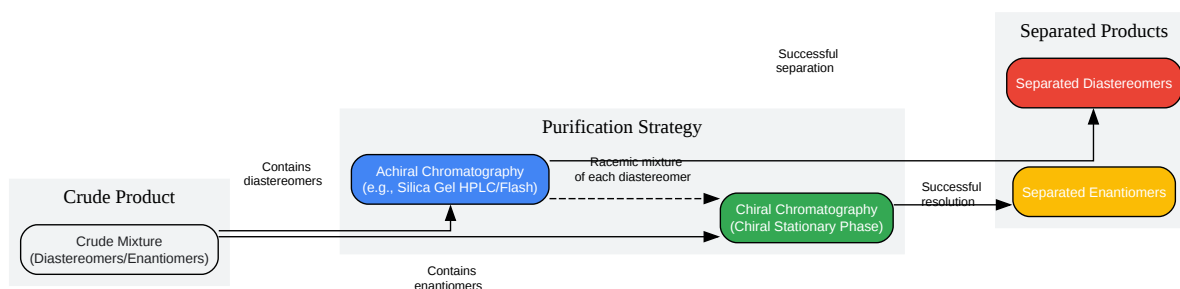 Crude Product
Crude Mixture
(Diastereomers/Enantiomers)
Contains
diastereomers
Contains
enantiomers
Purification Strategy
Achiral Chromatography
(e.g., Silica Gel HPLC/Flash)
Racemic mixture
of each diastereomer
Chiral Chromatography
(Chiral Stationary Phase)
Successful
separation
Successful
resolution
Separated Products
Separated Diastereomers
Separated Enantiomers